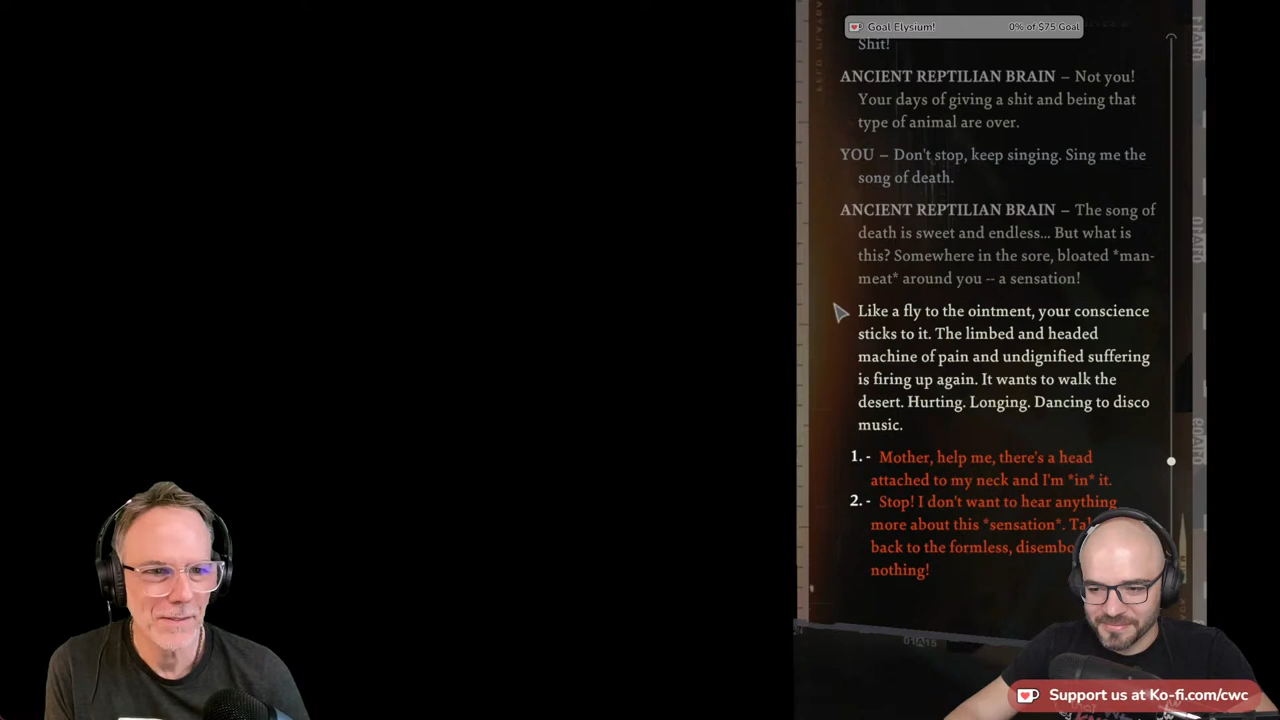 Goal Elysium! 0% of $75 Goal
Shit!
ANCIENT REPTILIAN BRAIN – Not you!
Your days of giving a shit and being that
type of animal are over.
YOU – Don't stop, keep singing. Sing me the
song of death.
ANCIENT REPTILIAN BRAIN – The song of
death is sweet and endless... But what is
this? Somewhere in the sore, bloated *man-
meat* around you -- a sensation!
Like a fly to the ointment, your conscience
sticks to it. The limbed and headed
machine of pain and undignified suffering
is firing up again. It wants to walk the
desert. Hurting. Longing. Dancing to disco
music.
1. - Mother, help me, there's a head
attached to my neck and I'm *in* it.
2. - Stop! I don't want to hear anything
more about this *sensation*.
back to the formless,
nothing!
Support us at Ko-fi.com/cwc